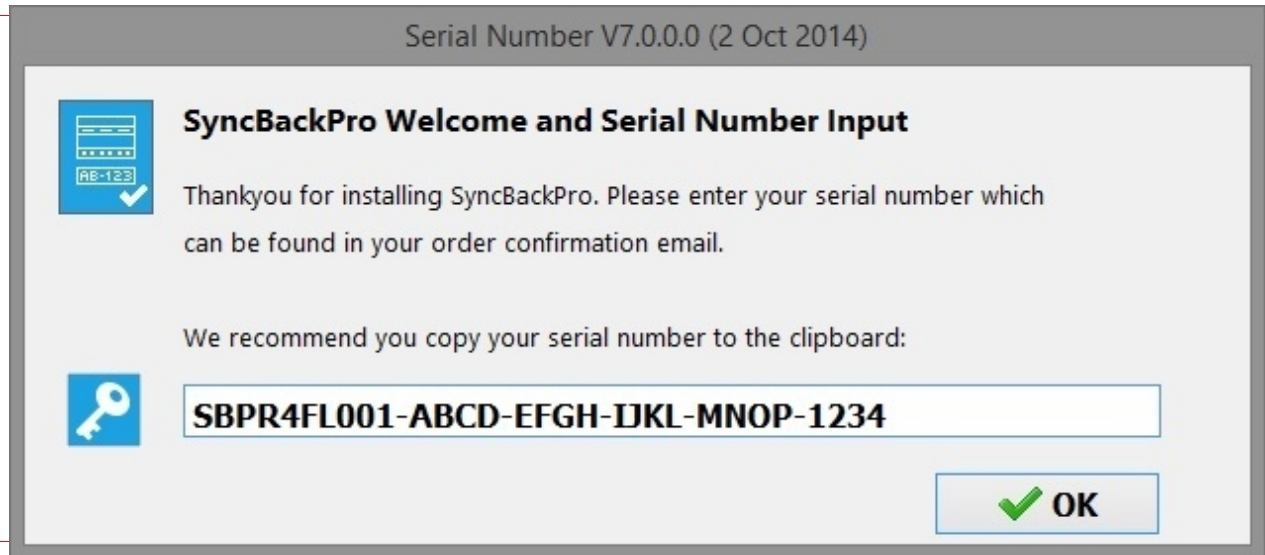 Serial Number V7.0.0.0 (2 Oct 2014)
SyncBackPro Welcome and Serial Number Input
AB-123
Thankyou for installing SyncBackPro. Please enter your serial number which
can be found in your order confirmation email.
We recommend you copy your serial number to the clipboard:
SBPR4FL001-ABCD-EFGH-IJKL-MNOP-1234
OK